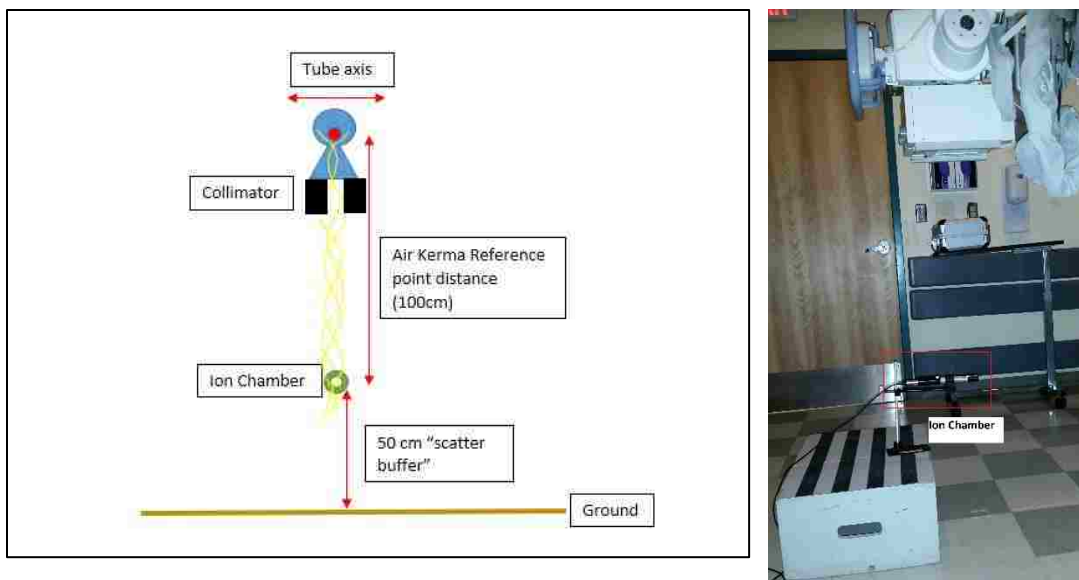 Tube axis
Collimator
Air Kerma Reference
point distance
(100cm)
Ion Chamber
50 cm “scatter
buffer”
Ground
Ion Chamber